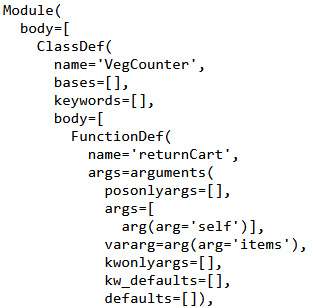 Module(
  body=[
    ClassDef(
      name='VegCounter',
      bases=[],
      keywords=[],
      body=[
        FunctionDef(
          name='returnCart',
          args=arguments(
            posonlyargs=[],
            args=[
              arg(arg='self')],
            vararg=arg(arg='items'),
            kwonlyargs=[],
            kw_defaults=[],
            defaults=[]),